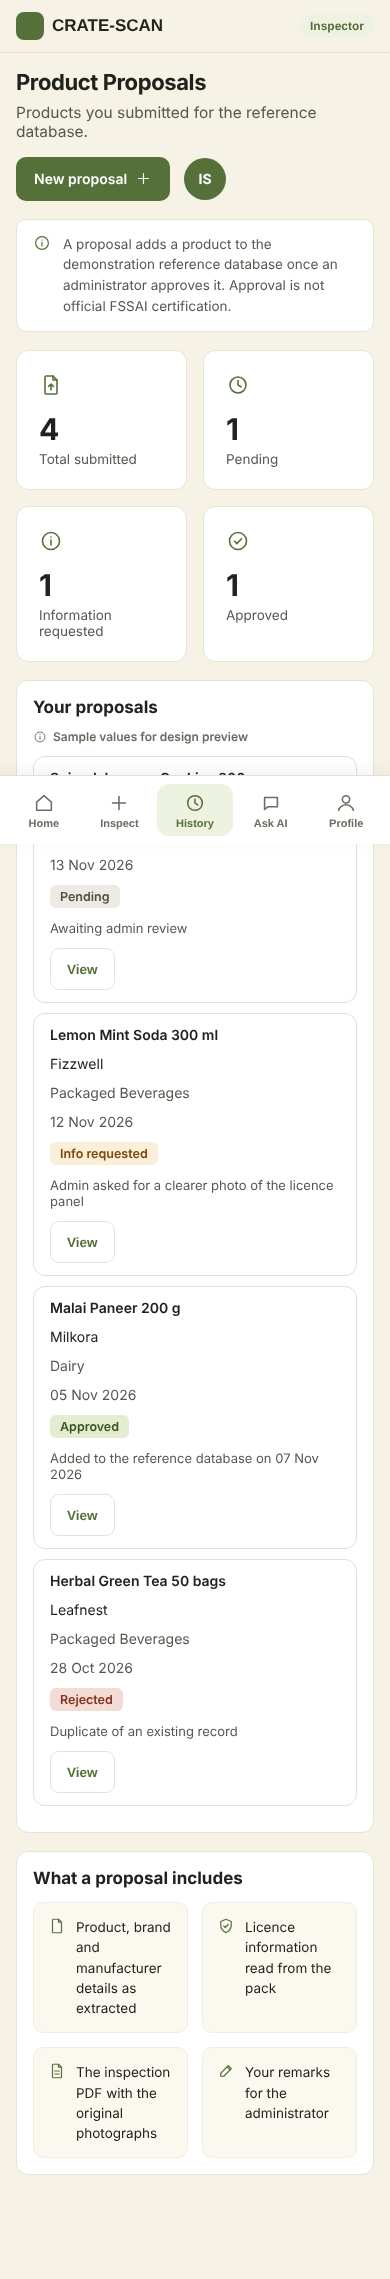 CRATE-SCAN
Inspector
Product Proposals
Products you submitted for the reference
database.
New proposal
IS
A proposal adds a product to the
demonstration reference database once an
administrator approves it. Approval is not
official FSSAI certification.
4
Total submitted
1
Pending
1
Information
requested
1
Approved
Your proposals
Sample values for design preview
Home
Inspect
History
Ask AI
Profile
13 Nov 2026
Pending
Awaiting admin review
View
Lemon Mint Soda 300 ml
Fizzwell
Packaged Beverages
12 Nov 2026
Info requested
Admin asked for a clearer photo of the licence
panel
View
Malai Paneer 200 g
Milkora
Dairy
05 Nov 2026
Approved
Added to the reference database on 07 Nov
2026
View
Herbal Green Tea 50 bags
Leafnest
Packaged Beverages
28 Oct 2026
Rejected
Duplicate of an existing record
View
What a proposal includes
Product, brand
and
manufacturer
details as
extracted
Licence
information
read from the
pack
The inspection
PDF with the
original
photographs
Your remarks
for the
administrator